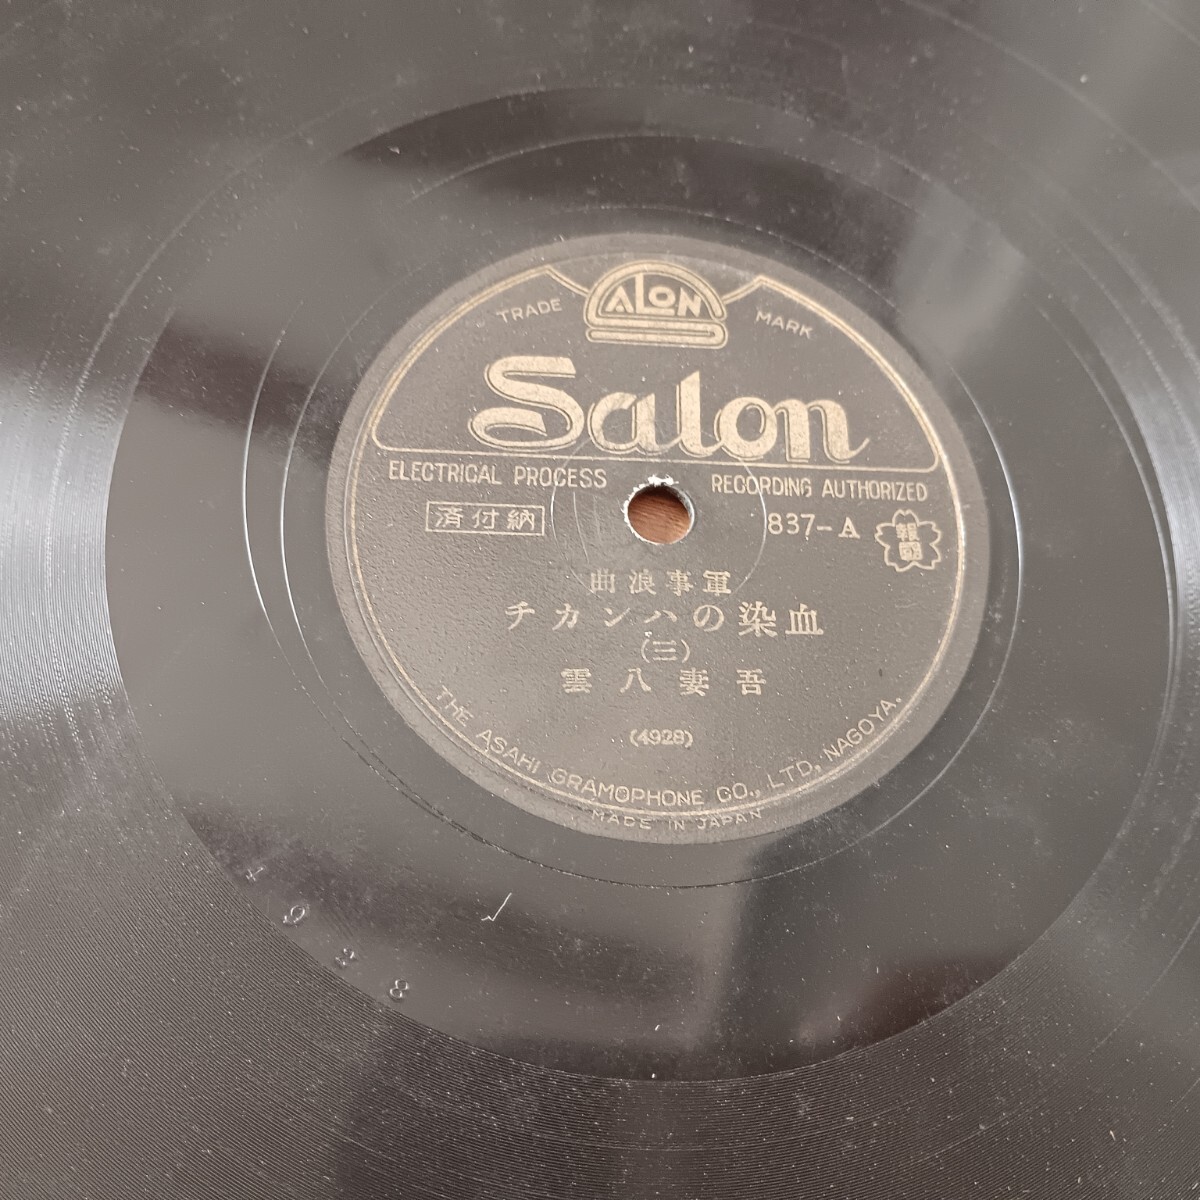 TRADE SALON MARK
Salon
ELECTRICAL PROCESS RECORDING AUTHORIZED
済付納
837-A
報國
曲浪事軍
チカンハの染血
(三)
雲八妻吾
(4928)
THE ASAHI GRAMOPHONE CO., LTD, NAGOYA.
MADE IN JAPAN
4928